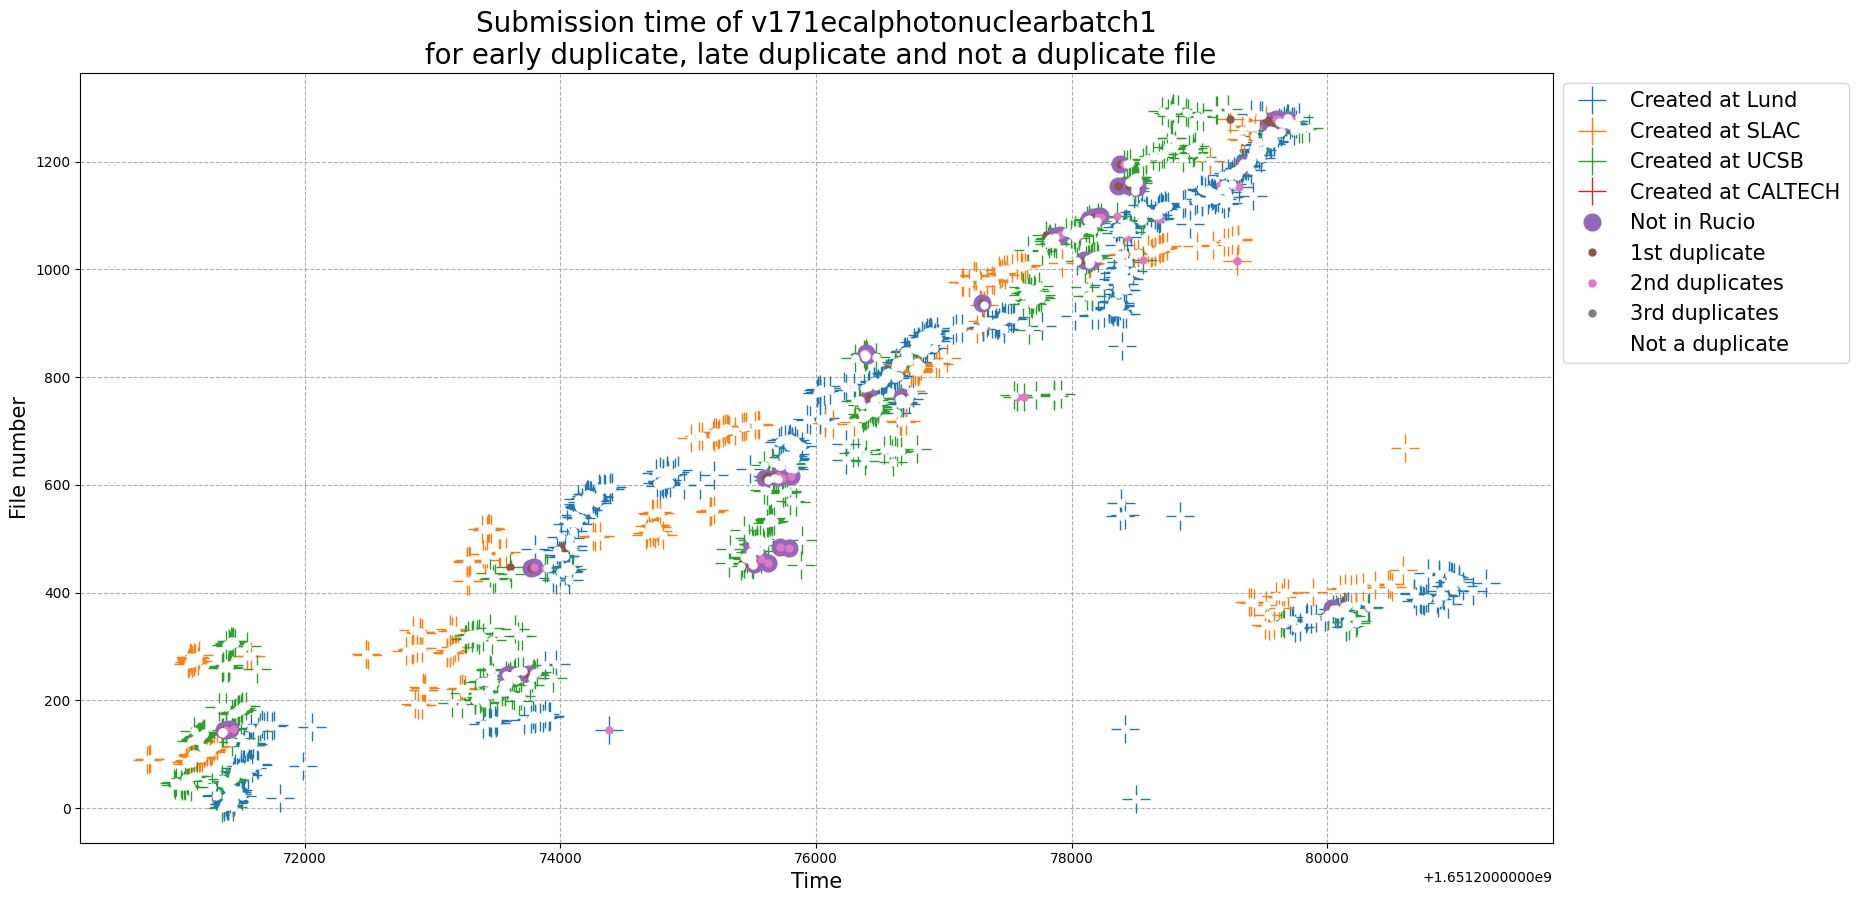 Submission time of v171ecalphotonuclearbatch1
for early duplicate, late duplicate and not a duplicate file
Created at Lund
Created at SLAC
Created at UCSB
Created at CALTECH
Not in Rucio
1st duplicate
2nd duplicates
3rd duplicates
Not a duplicate
File number
1200
1000
800
600
400
200
0
72000 74000 76000 78000 80000
Time
+1.6512000000e9